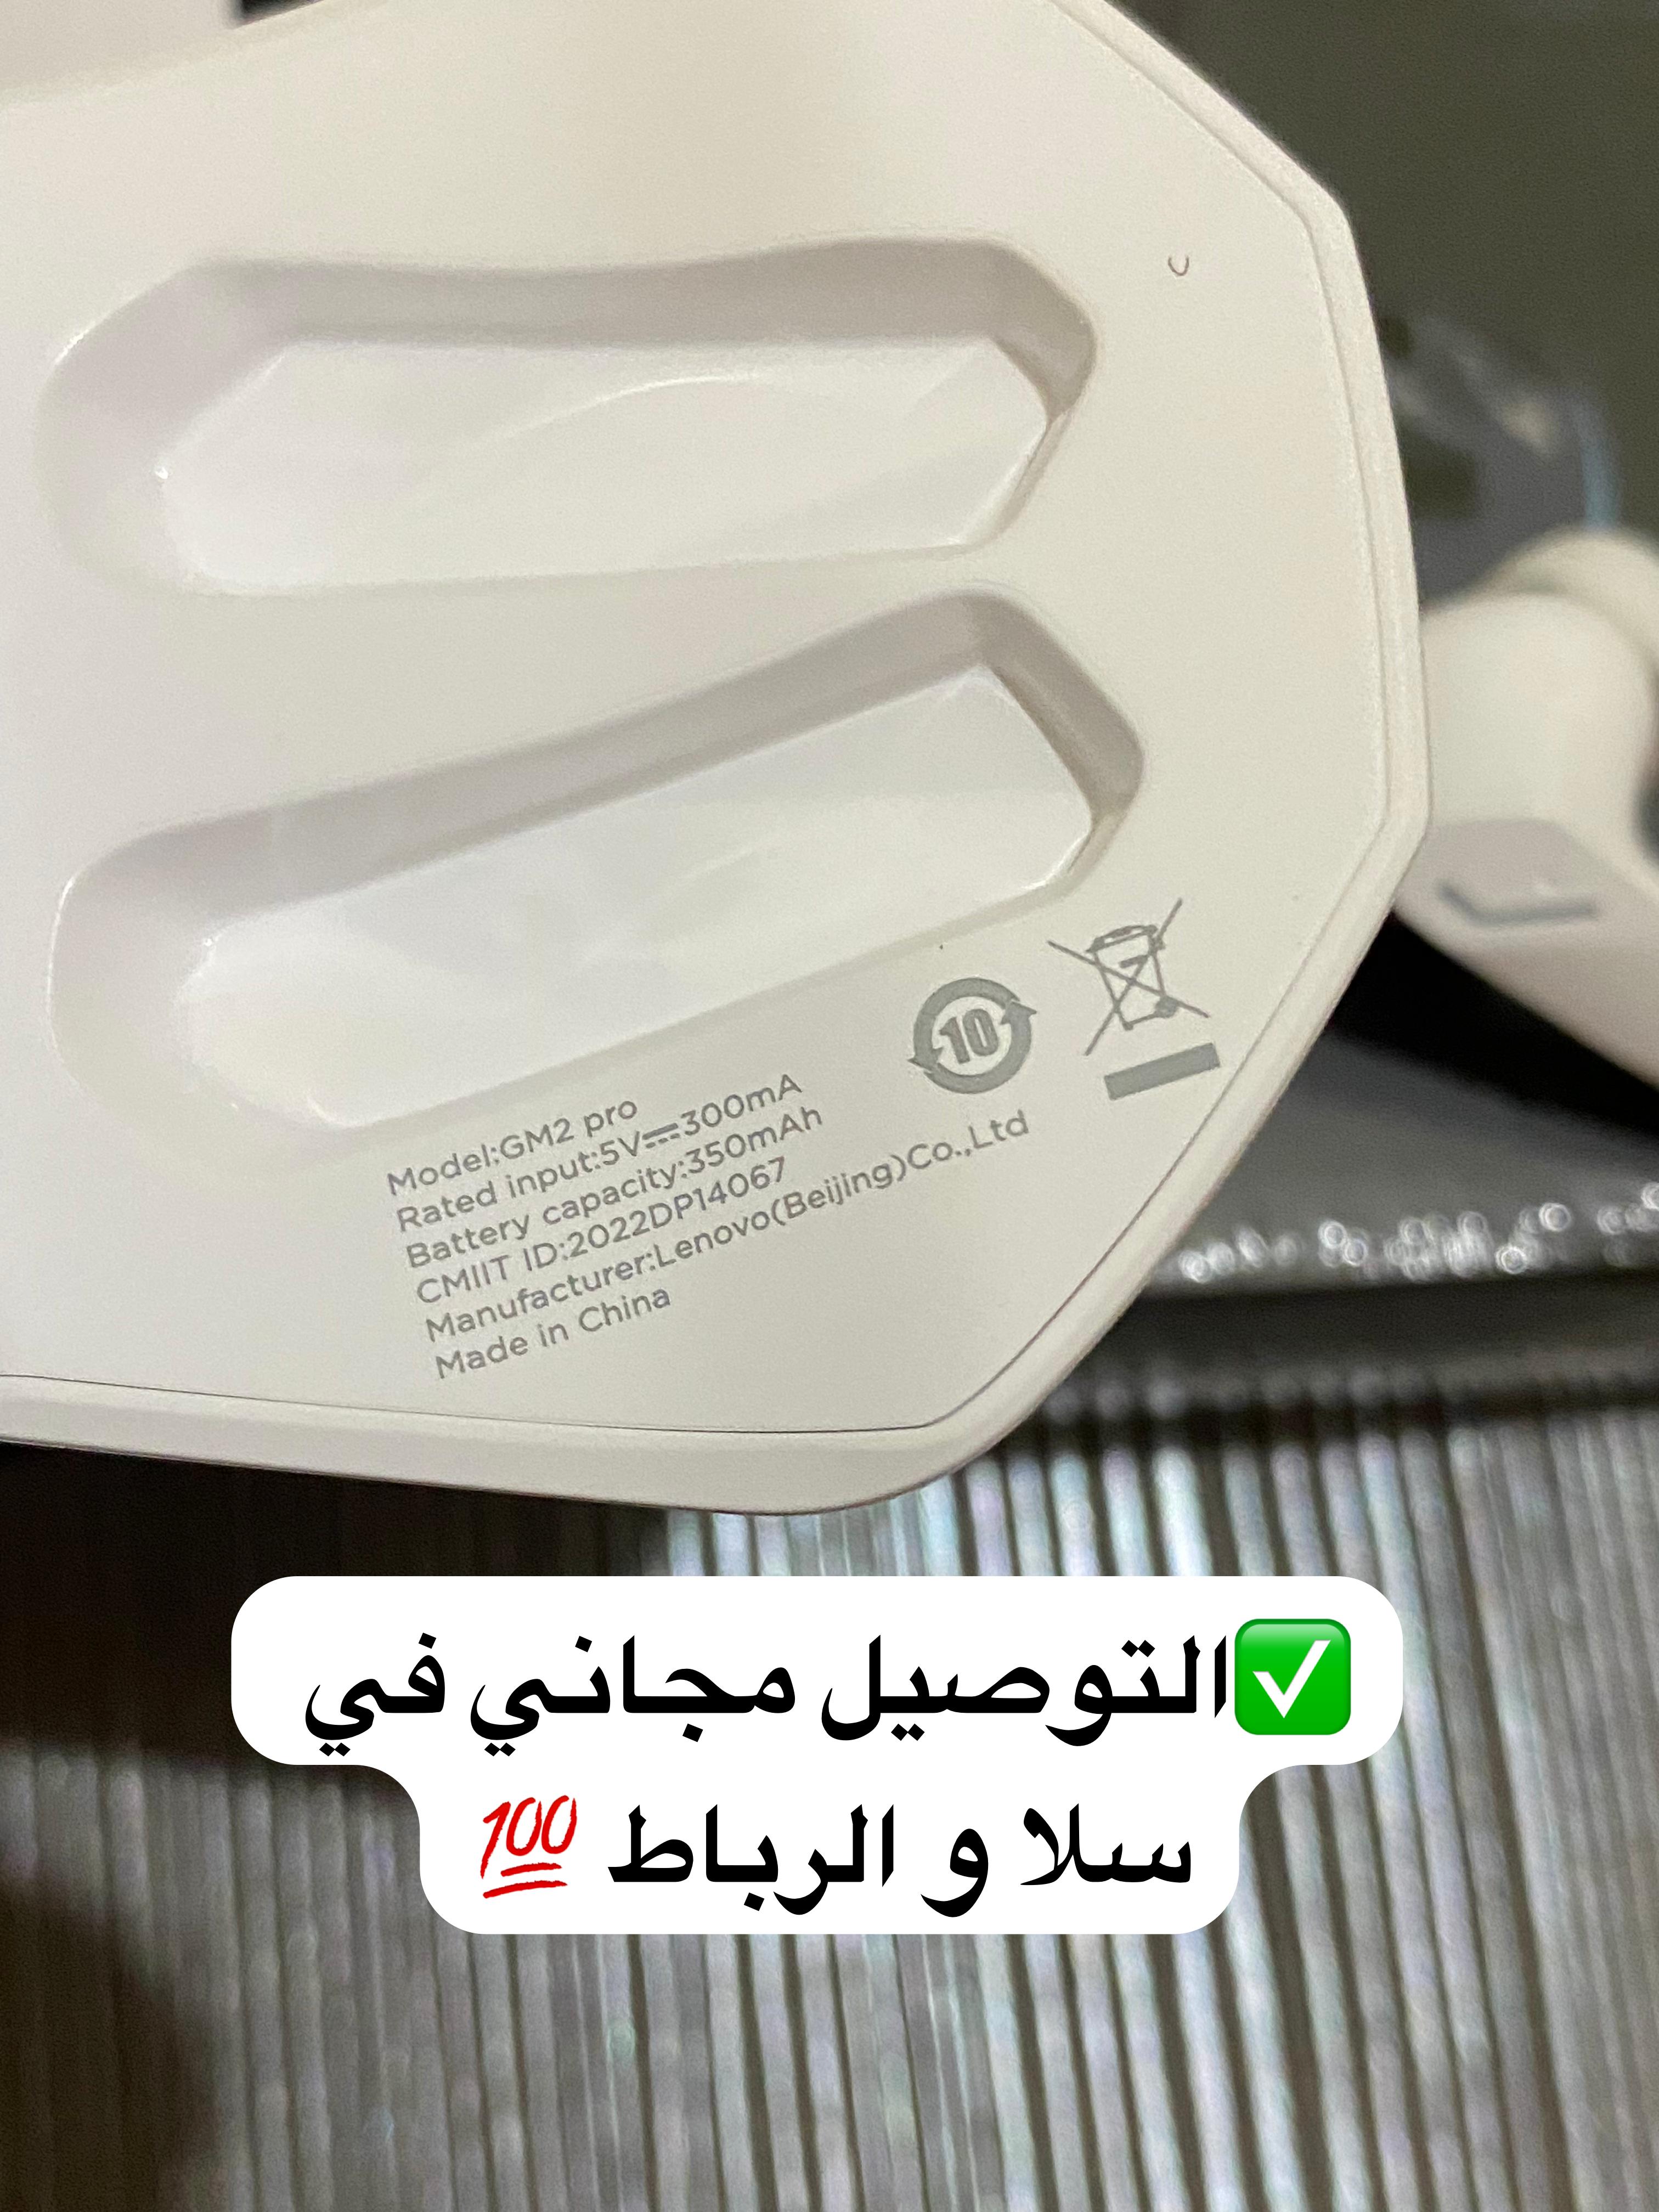 Model:GM2 pro
Rated input:5V⎓300mA
Battery capacity:350mAh
CMIIT ID:2022DP14067
Manufacturer:Lenovo(Beijing)Co.,Ltd
Made in China
10
✅التوصيل مجاني في
سلا و الرباط 💯